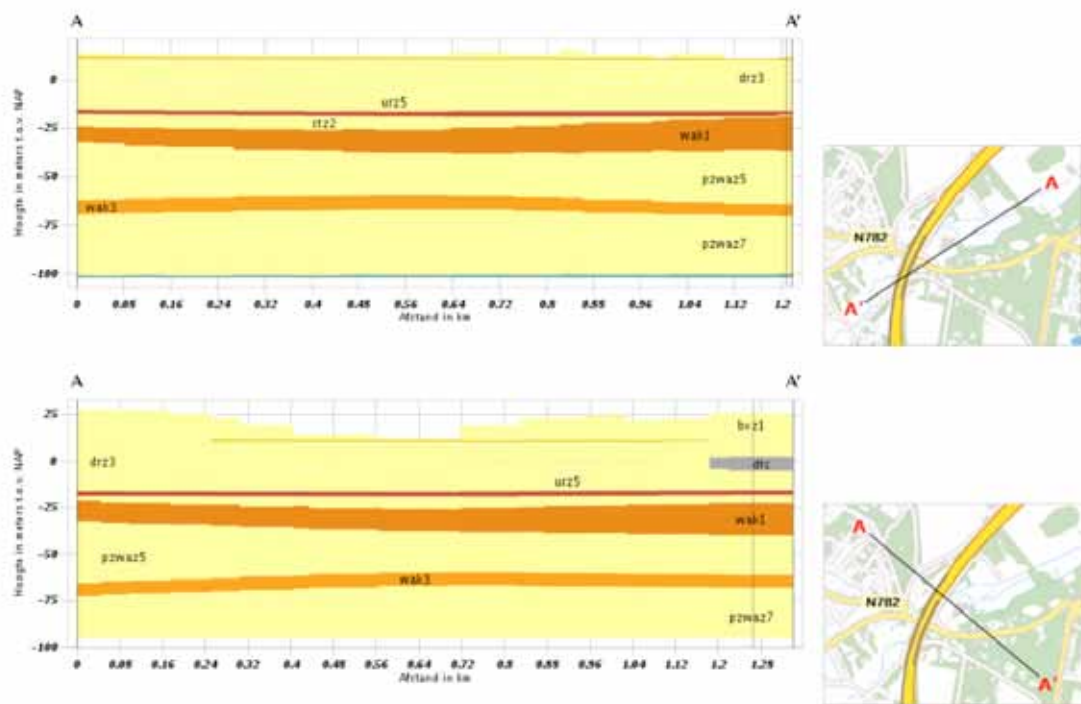 A A'
Hoogte in meters t.o.v. NAP
0
-25
-50
-75
-100
drz3
urz5
stz2
wak1
pzwaz5
wak3
pzwaz7
0 0.08 0.16 0.24 0.32 0.4 0.48 0.56 0.64 0.72 0.8 0.88 0.96 1.04 1.12 1.2
Afstand in km
A
N782
A'
A A'
Hoogte in meters t.o.v. NAP
25
0
-25
-50
-75
-100
bxz1
drz3
dtc
urz5
wak1
pzwaz5
wak3
pzwaz7
0 0.08 0.16 0.24 0.32 0.4 0.48 0.56 0.64 0.72 0.8 0.88 0.96 1.04 1.12 1.2 1.28
Afstand in km
A
N782
A'